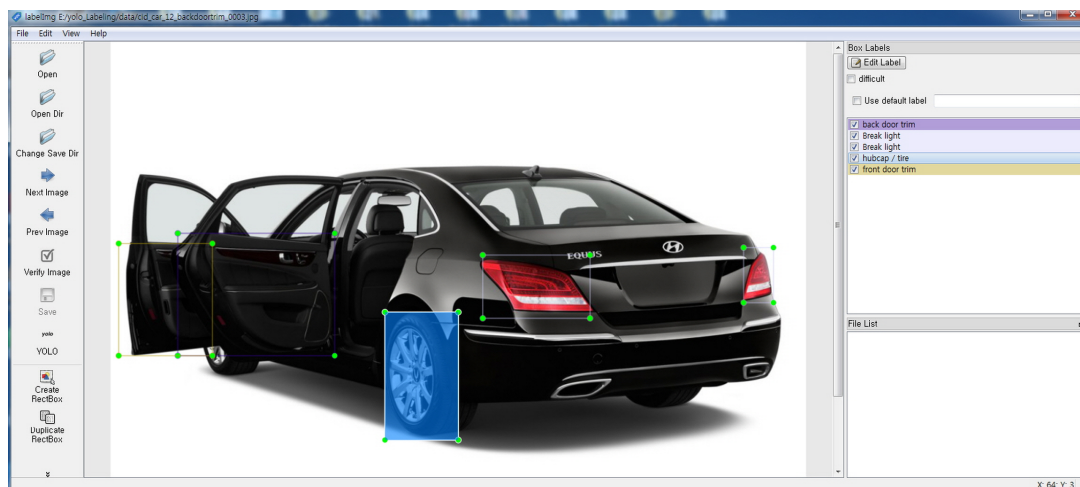 labelImg E:/yolo_Labeling/data/cid_car_12_backdoortrim_0003.jpg
File Edit View Help
Open
Open Dir
Change Save Dir
Next Image
Prev Image
Verify Image
Save
yolo
YOLO
Create
RectBox
Duplicate
RectBox
EQUUS
Box Labels
Edit Label
difficult
Use default label
back door trim
Break light
Break light
hubcap / tire
front door trim
File List
X: 64; Y: 3